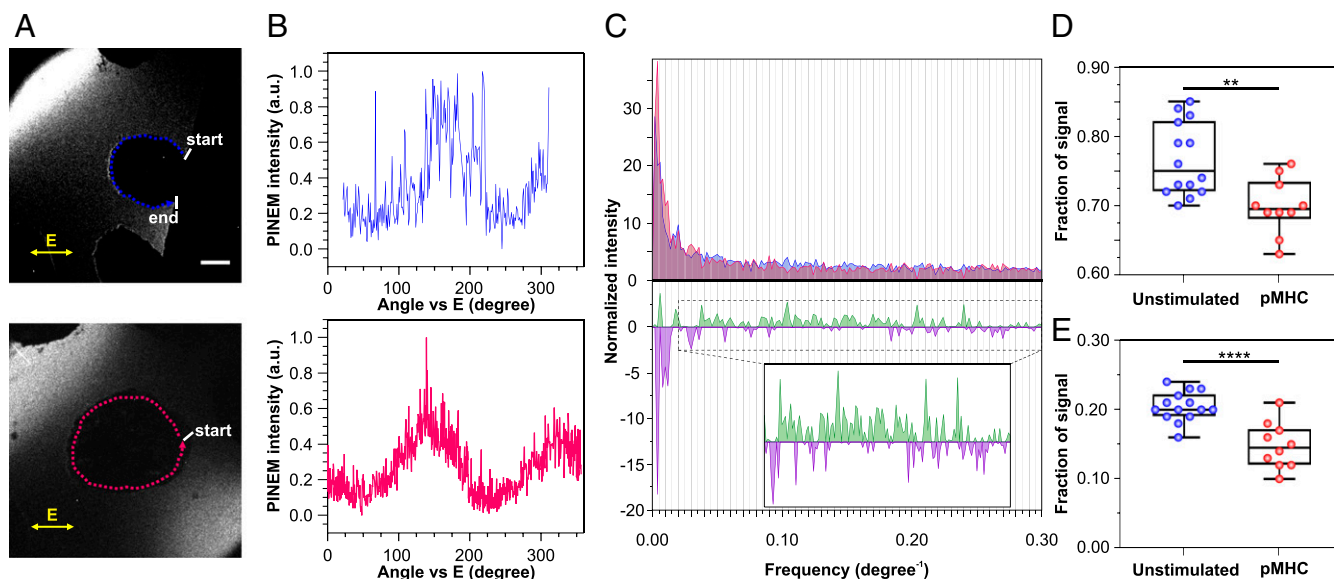 A
start
end
E
start
E
B
PINEM intensity (a.u.)
1.0
0.8
0.6
0.4
0.2
0.0
0 100 200 300
Angle vs E (degree)
PINEM intensity (a.u.)
1.0
0.8
0.6
0.4
0.2
0.0
0 100 200 300
Angle vs E (degree)
C
Normalized intensity
30
20
10
0
0
-5
-10
-15
-20
0.00 0.10 0.20 0.30
Frequency (degree⁻¹)
D
Fraction of signal
0.90
0.80
0.70
0.60
**
Unstimulated pMHC
E
Fraction of signal
0.30
0.20
0.10
0.00
****
Unstimulated pMHC